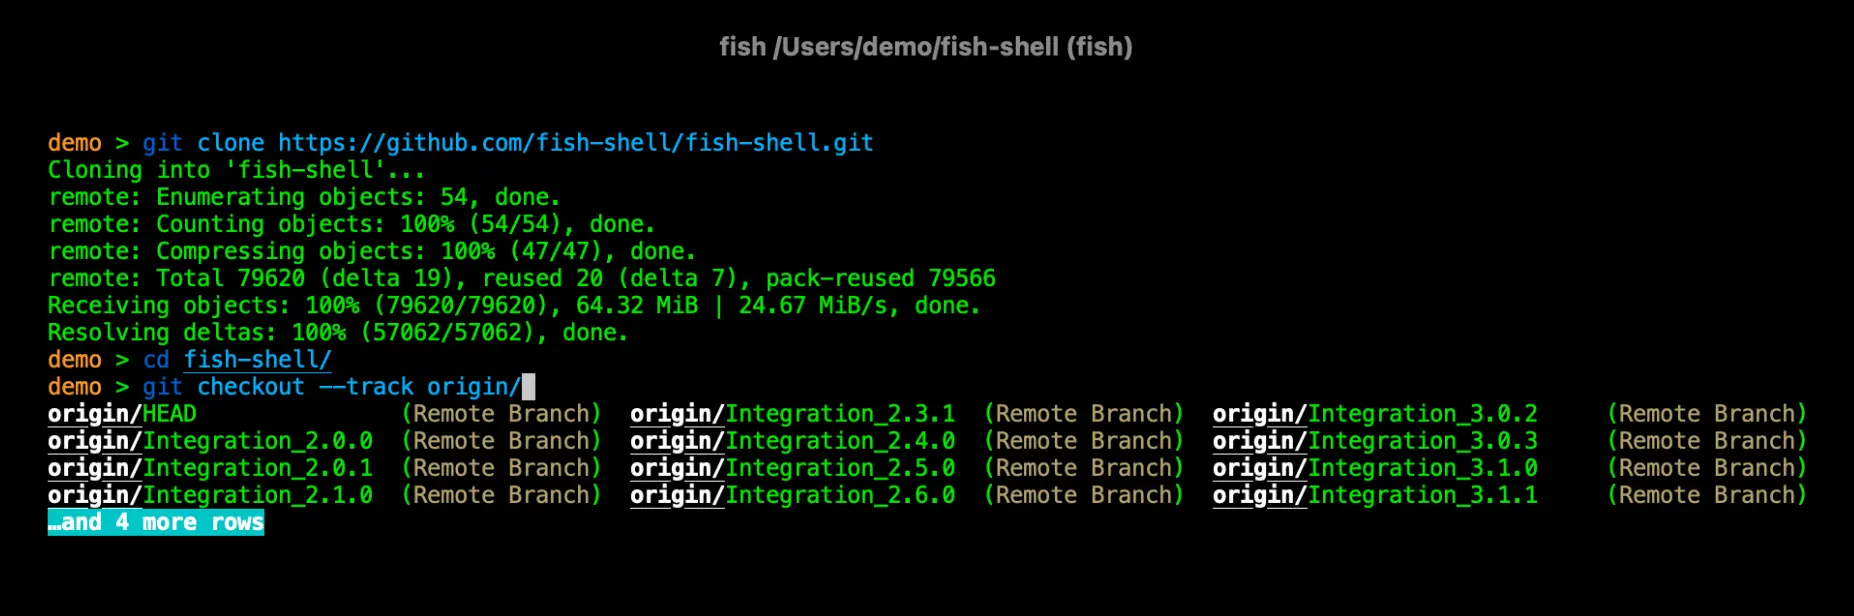 fish /Users/demo/fish-shell (fish)
demo > git clone https://github.com/fish-shell/fish-shell.git
Cloning into 'fish-shell'...
remote: Enumerating objects: 54, done.
remote: Counting objects: 100% (54/54), done.
remote: Compressing objects: 100% (47/47), done.
remote: Total 79620 (delta 19), reused 20 (delta 7), pack-reused 79566
Receiving objects: 100% (79620/79620), 64.32 MiB | 24.67 MiB/s, done.
Resolving deltas: 100% (57062/57062), done.
demo > cd fish-shell/
demo > git checkout --track origin/
origin/HEAD (Remote Branch) origin/Integration_2.3.1 (Remote Branch) origin/Integration_3.0.2 (Remote Branch)
origin/Integration_2.0.0 (Remote Branch) origin/Integration_2.4.0 (Remote Branch) origin/Integration_3.0.3 (Remote Branch)
origin/Integration_2.0.1 (Remote Branch) origin/Integration_2.5.0 (Remote Branch) origin/Integration_3.1.0 (Remote Branch)
origin/Integration_2.1.0 (Remote Branch) origin/Integration_2.6.0 (Remote Branch) origin/Integration_3.1.1 (Remote Branch)
…and 4 more rows